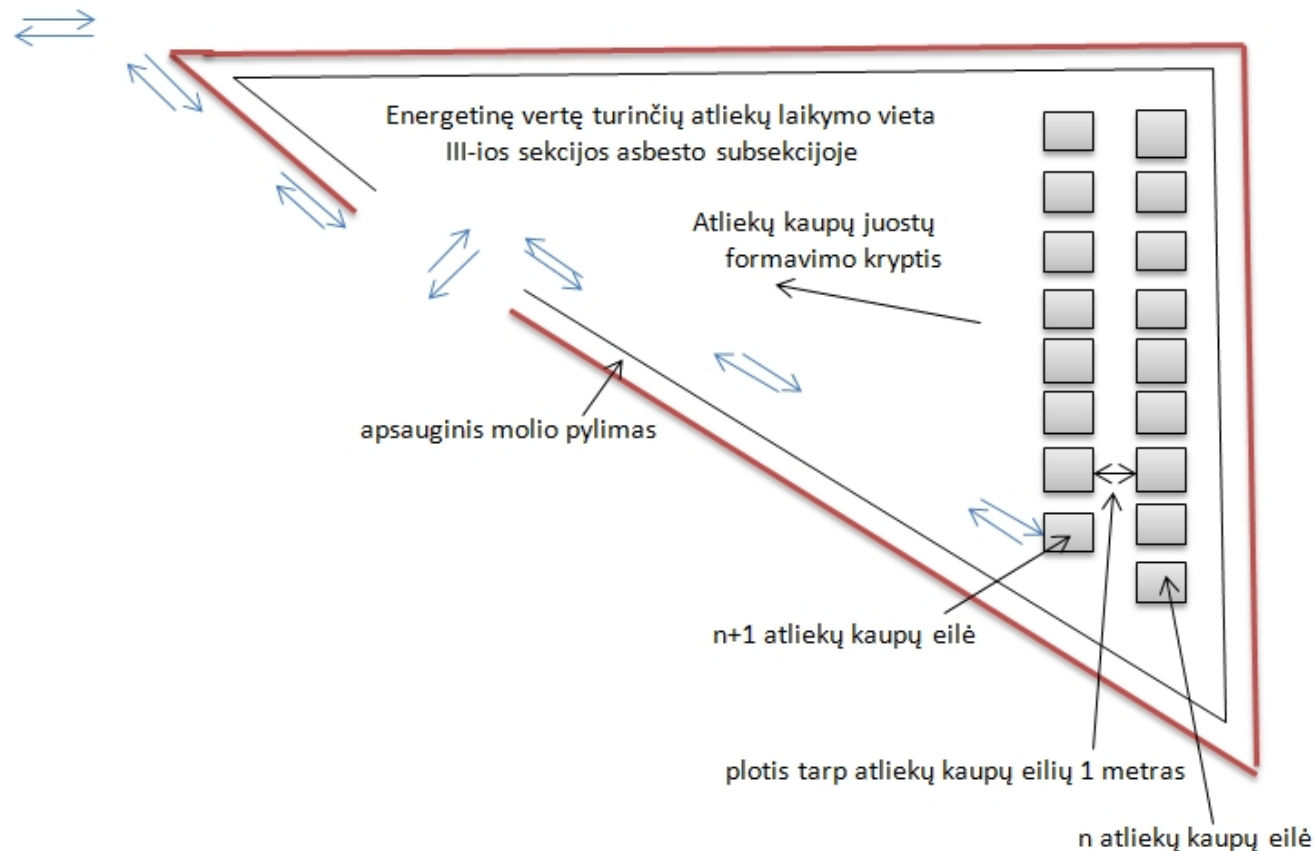 Energetinę vertę turinčių atliekų laikymo vieta
III-ios sekcijos asbesto subsekcijoje
Atliekų kaupų juostų
formavimo kryptis
apsauginis molio pylimas
n+1 atliekų kaupų eilė
plotis tarp atliekų kaupų eilių 1 metras
n atliekų kaupų eilė